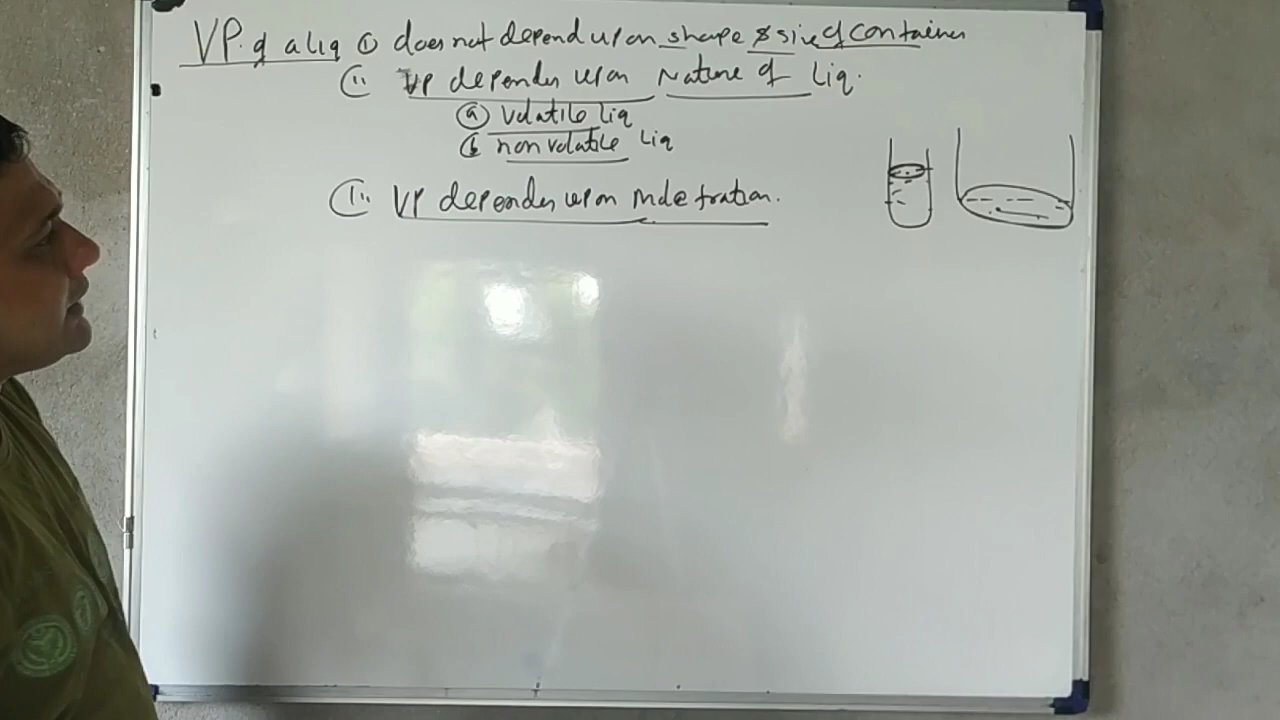 VP. of a liq ① does not depend upon shape & size of container
(ii VP depends upon Nature of Liq.
ⓐ volatile liq
ⓑ non volatile liq
(iii VP depends upon mole fration.